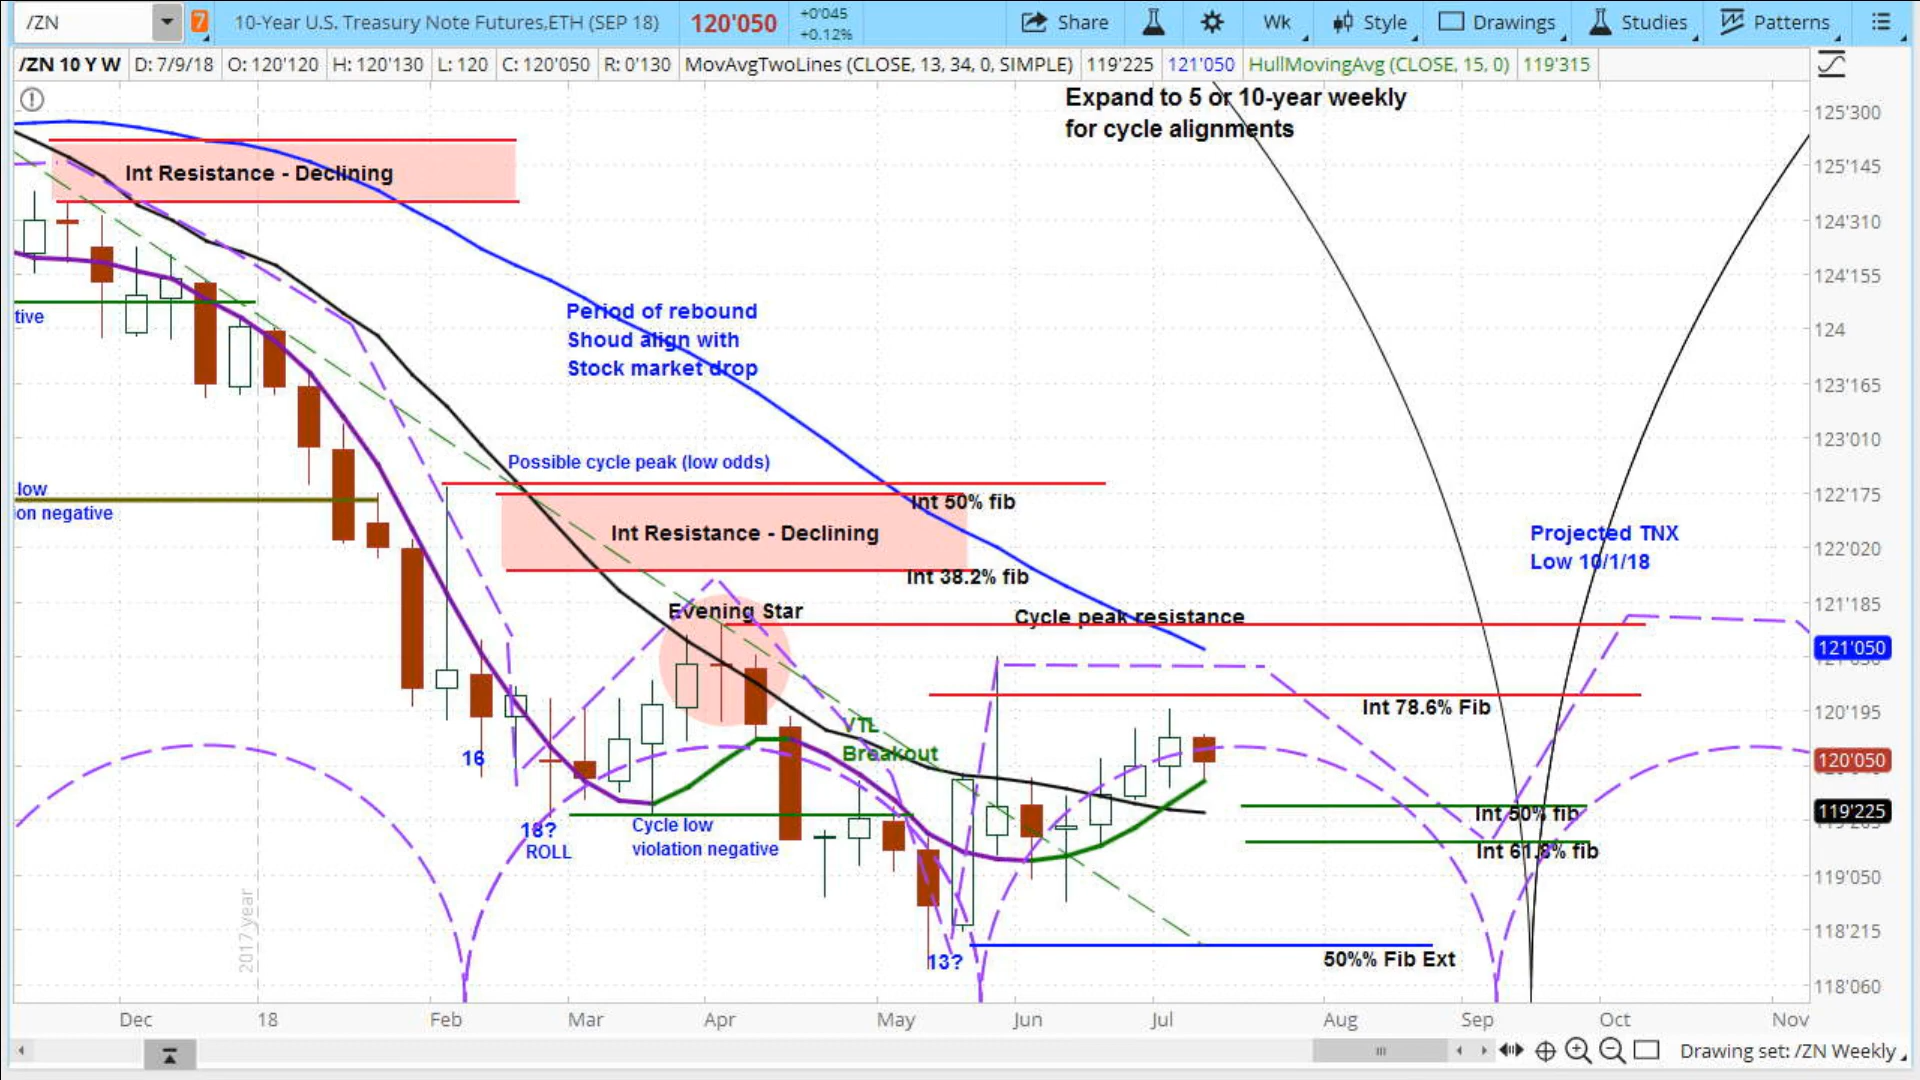 /ZN
7
10-Year U.S. Treasury Note Futures,ETH (SEP 18)
120'050
+0'045
+0.12%
Share
Wk
Style
Drawings
Studies
Patterns
/ZN 10 Y W
D: 7/9/18
O: 120'120
H: 120'130
L: 120
C: 120'050
R: 0'130
MovAvgTwoLines (CLOSE, 13, 34, 0, SIMPLE)
119'225
121'050
HullMovingAvg (CLOSE, 15, 0)
119'315
Expand to 5 or 10-year weekly
for cycle alignments
125'300
Int Resistance - Declining
125'145
124'310
124'155
tive
Period of rebound
Shoud align with
Stock market drop
124
123'165
123'010
Possible cycle peak (low odds)
low
on negative
Int 50% fib
122'175
Int Resistance - Declining
Projected TNX
Low 10/1/18
122'020
Int 38.2% fib
Evening Star
Cycle peak resistance
121'185
121'050
Int 78.6% Fib
120'195
VTL
Breakout
16
120'050
Int 50% fib
119'225
18?
ROLL
Cycle low
violation negative
Int 61.8% fib
119'050
2017 year
118'215
13?
50%% Fib Ext
118'060
Dec
18
Feb
Mar
Apr
May
Jun
Jul
Aug
Sep
Oct
Nov
Drawing set: /ZN Weekly